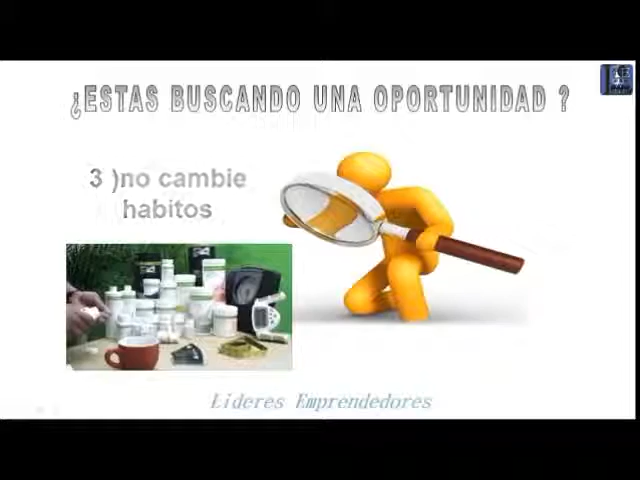 ¿ESTAS BUSCANDO UNA OPORTUNIDAD ?
3 )no cambie
habitos
Lideres Emprendedores